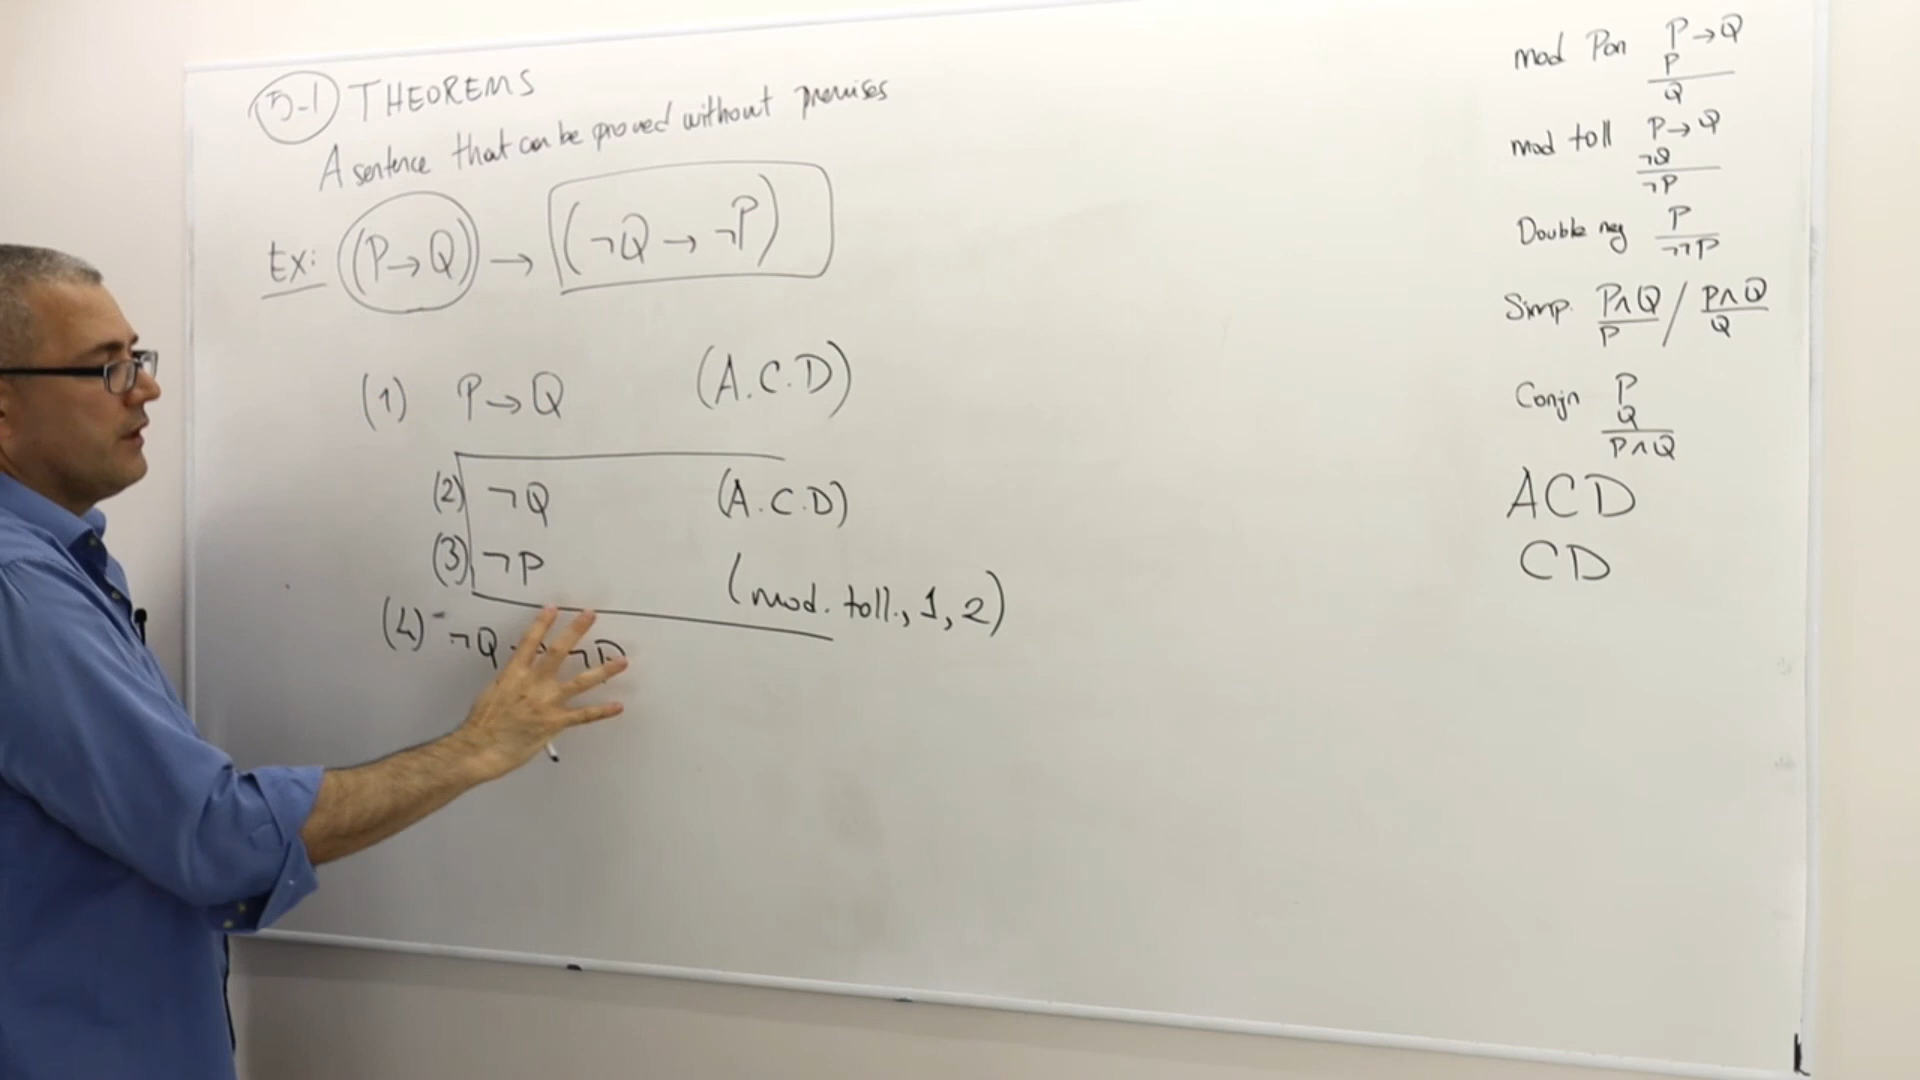 5-1 THEOREMS
A sentence that can be proved without premises
Ex: (P→Q) → (¬Q → ¬P)
(1) P→Q (A.C.D)
(2) ¬Q (A.C.D)
(3) ¬P (mod. toll., 1, 2)
(4) ¬Q ¬P
mod Pon P→Q
P
Q
mod toll P→Q
¬Q
¬P
Double neg P
¬¬P
Simp. P∧Q / P∧Q
P Q
Conjn P
Q
P∧Q
ACD
CD